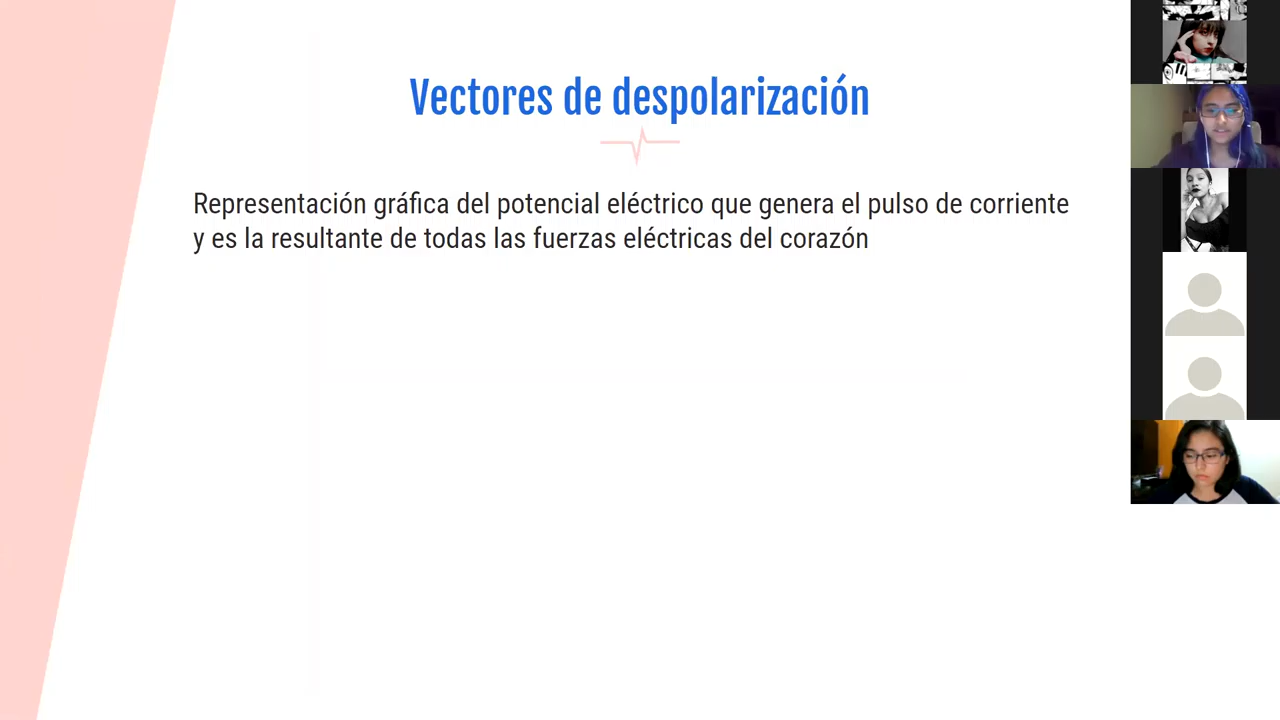 Vectores de despolarización
Representación gráfica del potencial eléctrico que genera el pulso de corriente
y es la resultante de todas las fuerzas eléctricas del corazón